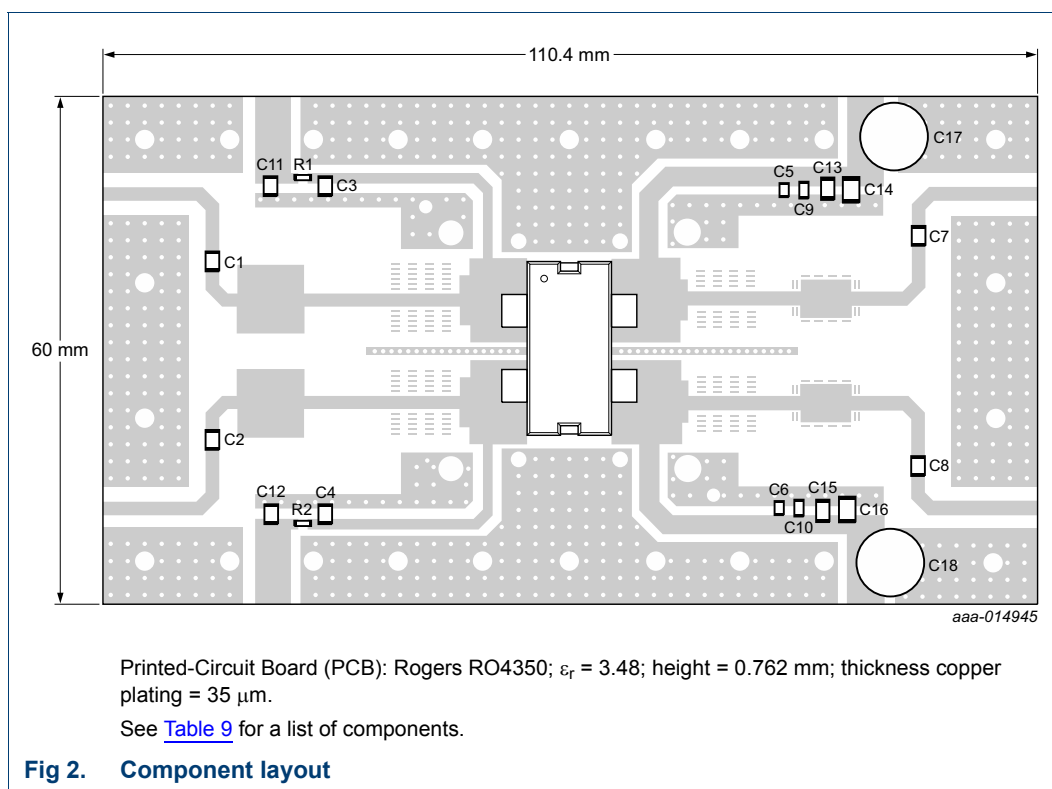 110.4 mm
C17
C11
R1
C3
C5
C13
C9
C14
C1
C7
60 mm
C2
C8
C12
R2
C4
C6
C15
C10
C16
C18
aaa-014945
Printed-Circuit Board (PCB): Rogers RO4350; εr = 3.48; height = 0.762 mm; thickness copper
plating = 35 μm.
See Table 9 for a list of components.
Fig 2. Component layout